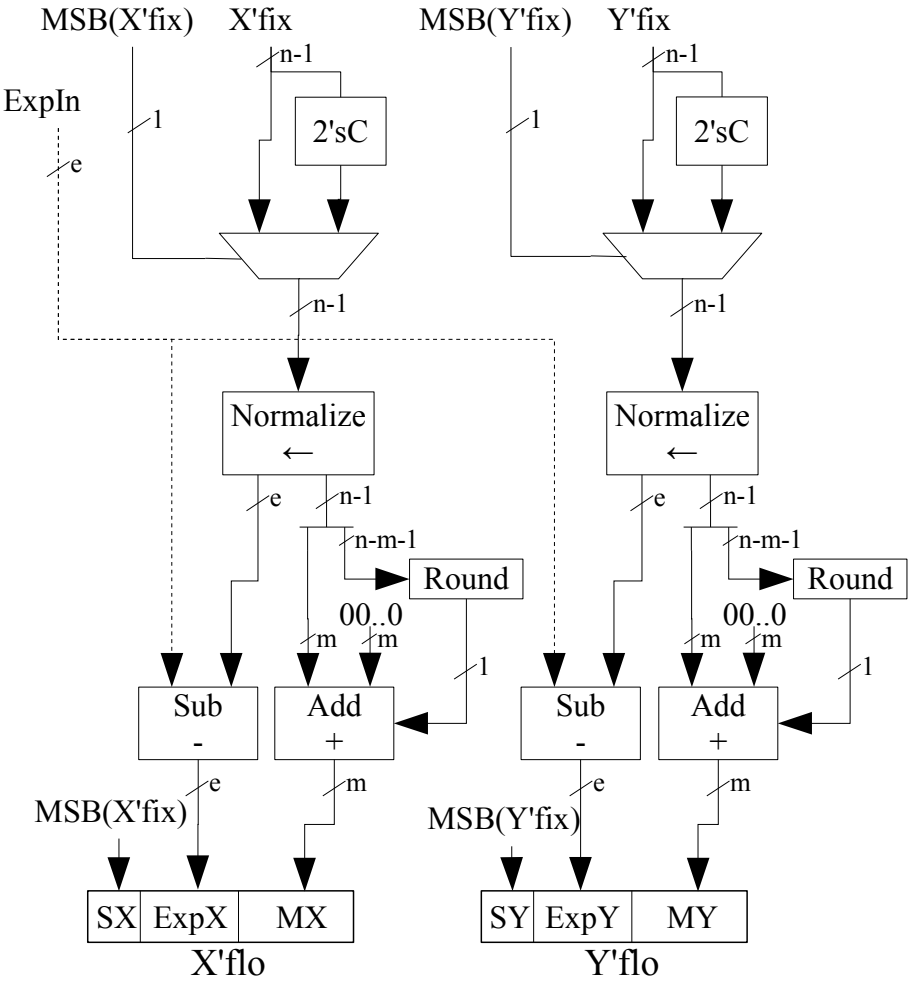 MSB(X'fix) X'fix MSB(Y'fix) Y'fix
n-1 n-1
ExpIn 1 2'sC 1 2'sC
e
n-1 n-1
Normalize Normalize
← ←
e n-1 e n-1
n-m-1 n-m-1
Round Round
00..0 00..0
m m m m
1 1
Sub Add Sub Add
- + - +
e m e m
MSB(X'fix) MSB(Y'fix)
SX ExpX MX SY ExpY MY
X'flo Y'flo